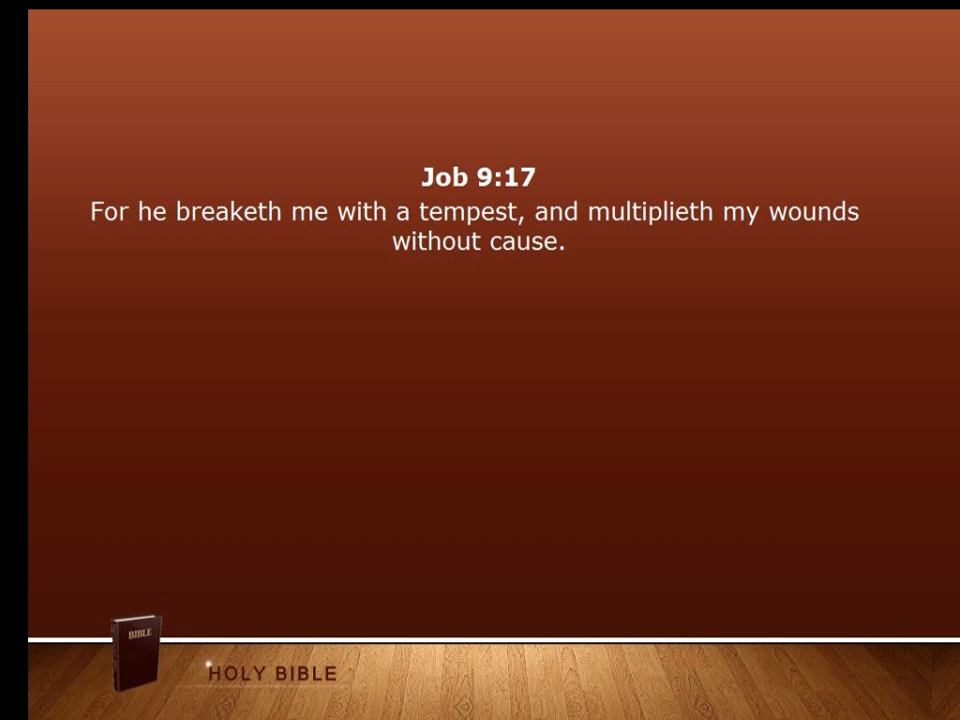 Job 9:17
For he breaketh me with a tempest, and multiplieth my wounds
without cause.
BIBLE
HOLY BIBLE